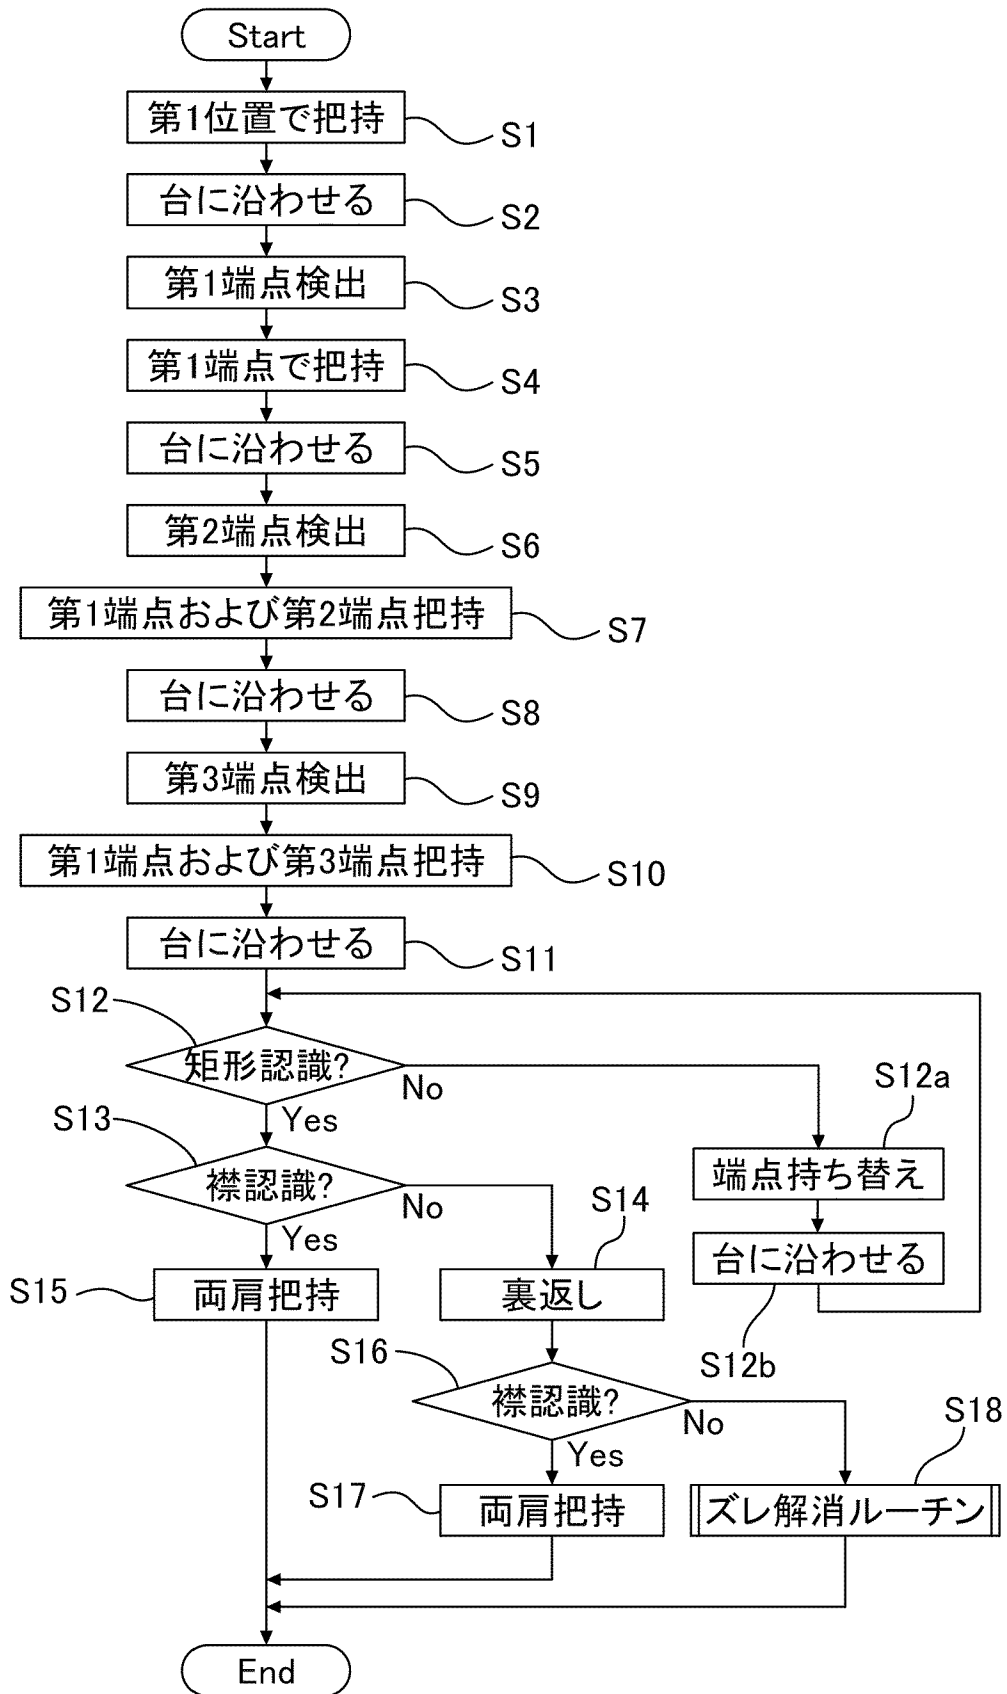 Start
第1位置で把持
S1
台に沿わせる
S2
第1端点検出
S3
第1端点で把持
S4
台に沿わせる
S5
第2端点検出
S6
第1端点および第2端点把持
S7
台に沿わせる
S8
第3端点検出
S9
第1端点および第3端点把持
S10
台に沿わせる
S11
S12
矩形認識?
No
Yes
S12a
端点持ち替え
台に沿わせる
S12b
S13
襟認識?
No
Yes
S14
裏返し
S15
両肩把持
S16
襟認識?
No
Yes
S17
両肩把持
S18
ズレ解消ルーチン
End